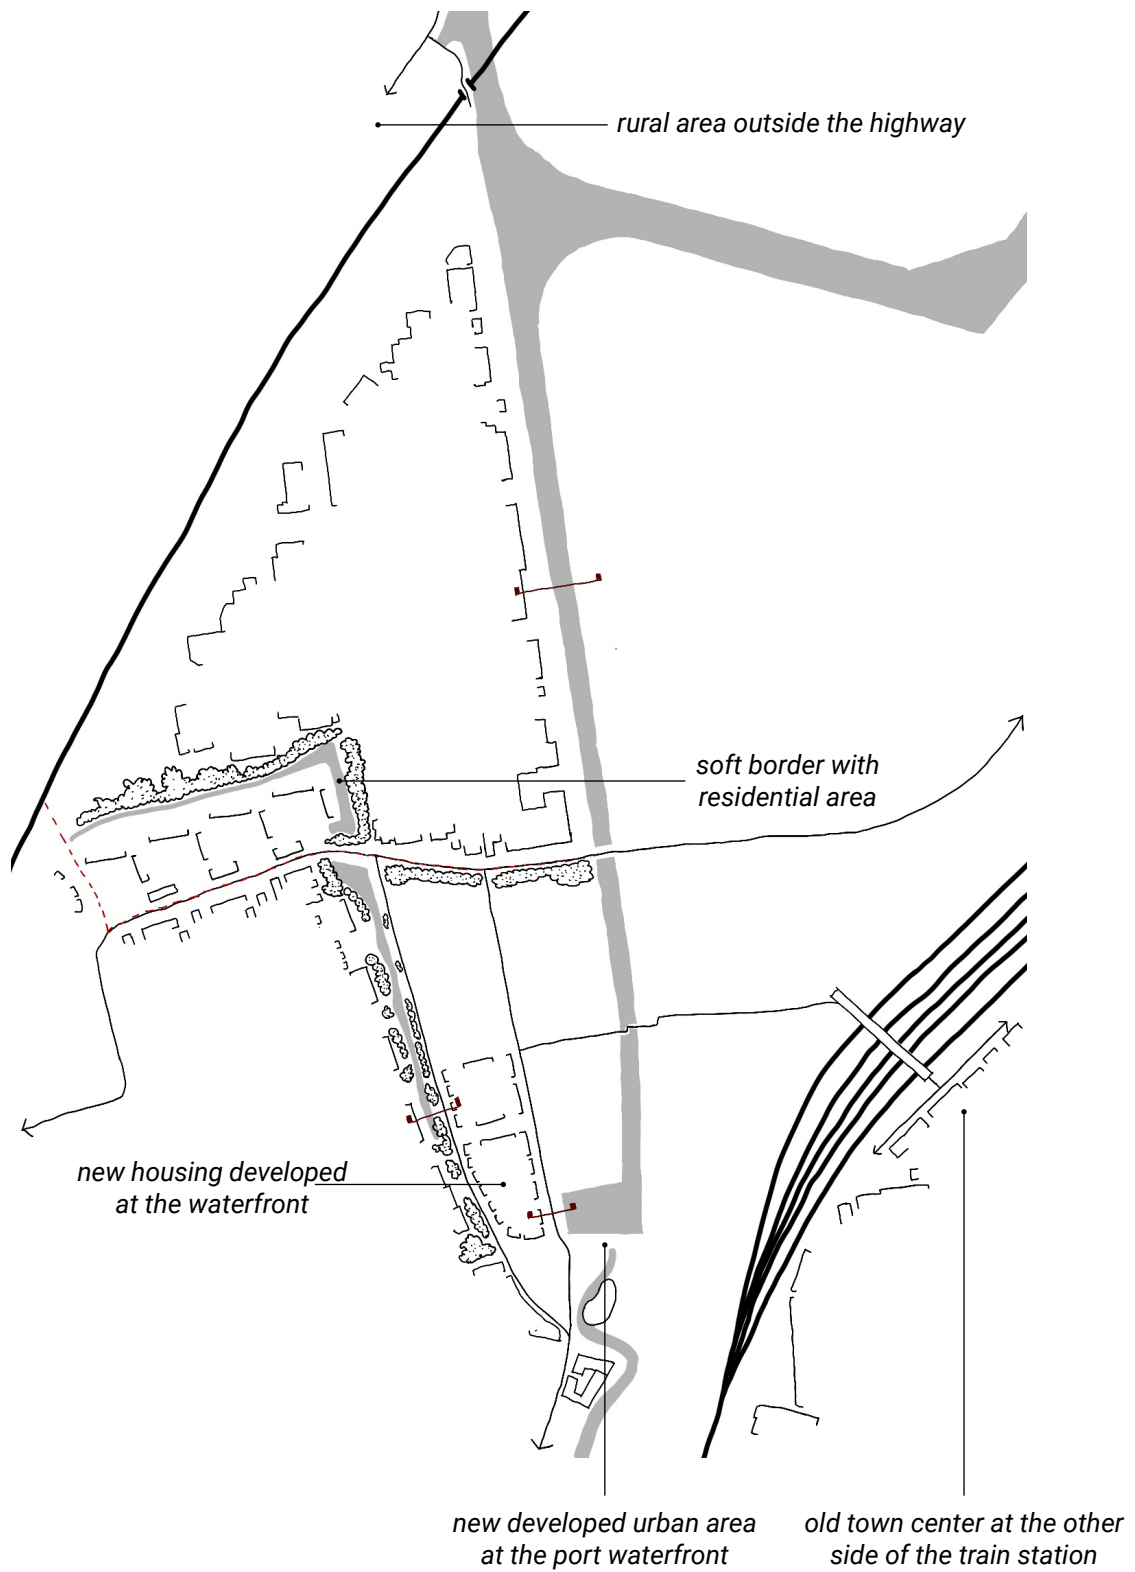 rural area outside the highway
soft border with
residential area
new housing developed
at the waterfront
new developed urban area
at the port waterfront
old town center at the other
side of the train station